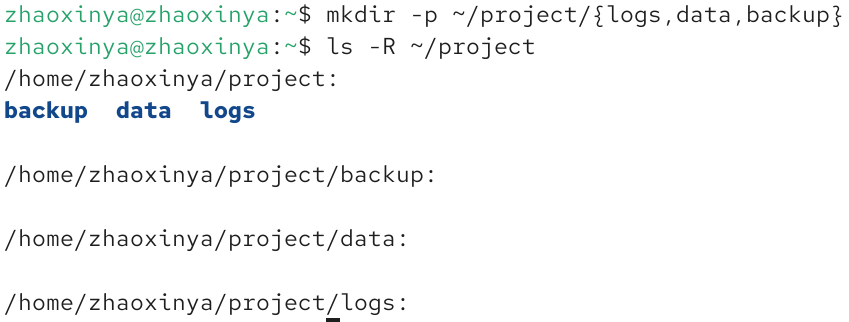 zhaoxinya@zhaoxinya:~$ mkdir -p ~/project/{logs,data,backup}
zhaoxinya@zhaoxinya:~$ ls -R ~/project
/home/zhaoxinya/project:
backup  data  logs
/home/zhaoxinya/project/backup:
/home/zhaoxinya/project/data:
/home/zhaoxinya/project/logs: